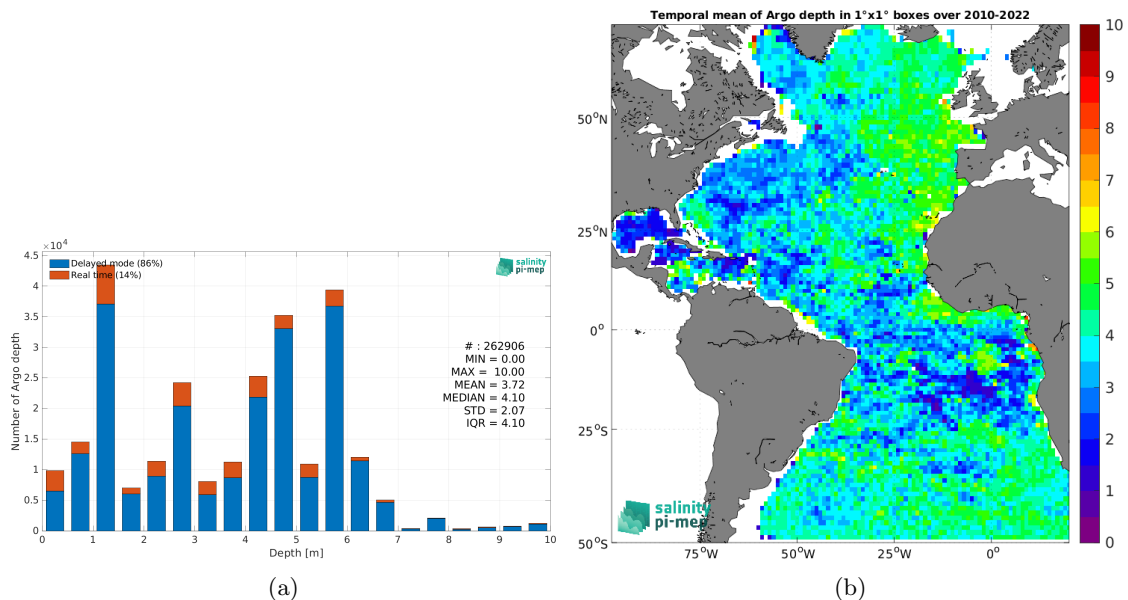 Temporal mean of Argo depth in 1°x1° boxes over 2010-2022
×10⁴
4.5
4
3.5
3
2.5
2
1.5
1
0.5
0
Number of Argo depth
Delayed mode (86%)
Real time (14%)
salinity
pi-mep
# : 262906
MIN = 0.00
MAX = 10.00
MEAN = 3.72
MEDIAN = 4.10
STD = 2.07
IQR = 4.10
0 1 2 3 4 5 6 7 8 9 10
Depth [m]
(a)
50°N
25°N
0°
25°S
50°S
75°W 50°W 25°W 0°
salinity
pi-mep
10
9
8
7
6
5
4
3
2
1
0
(b)